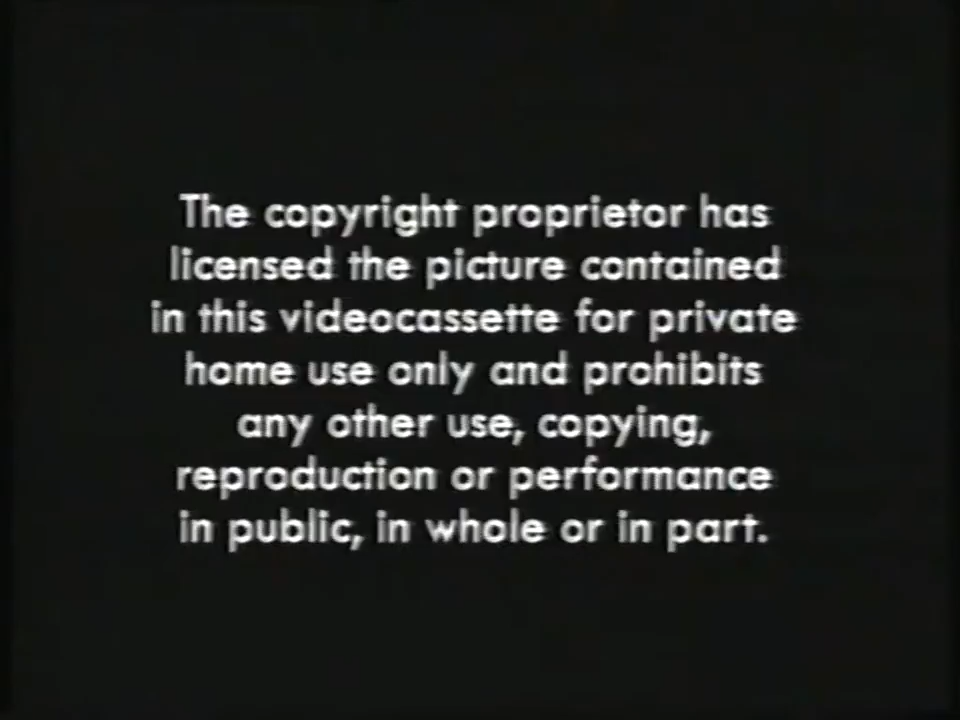 The copyright proprietor has
licensed the picture contained
in this videocassette for private
home use only and prohibits
any other use, copying,
reproduction or performance
in public, in whole or in part.